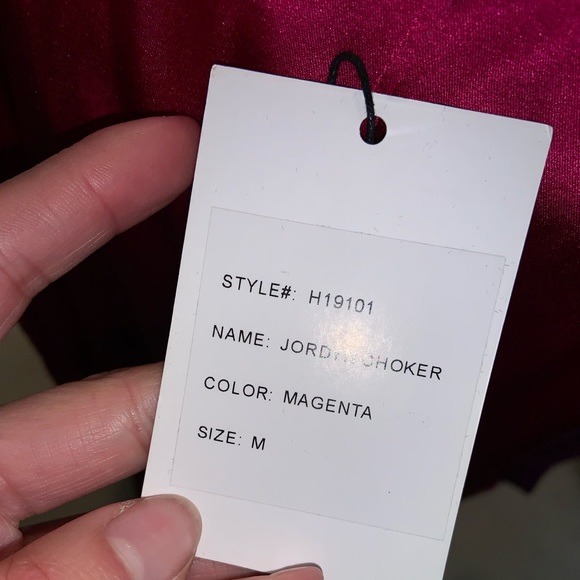 STYLE#: H19101
NAME: CHOKER
COLOR: MAGENTA
SIZE: M